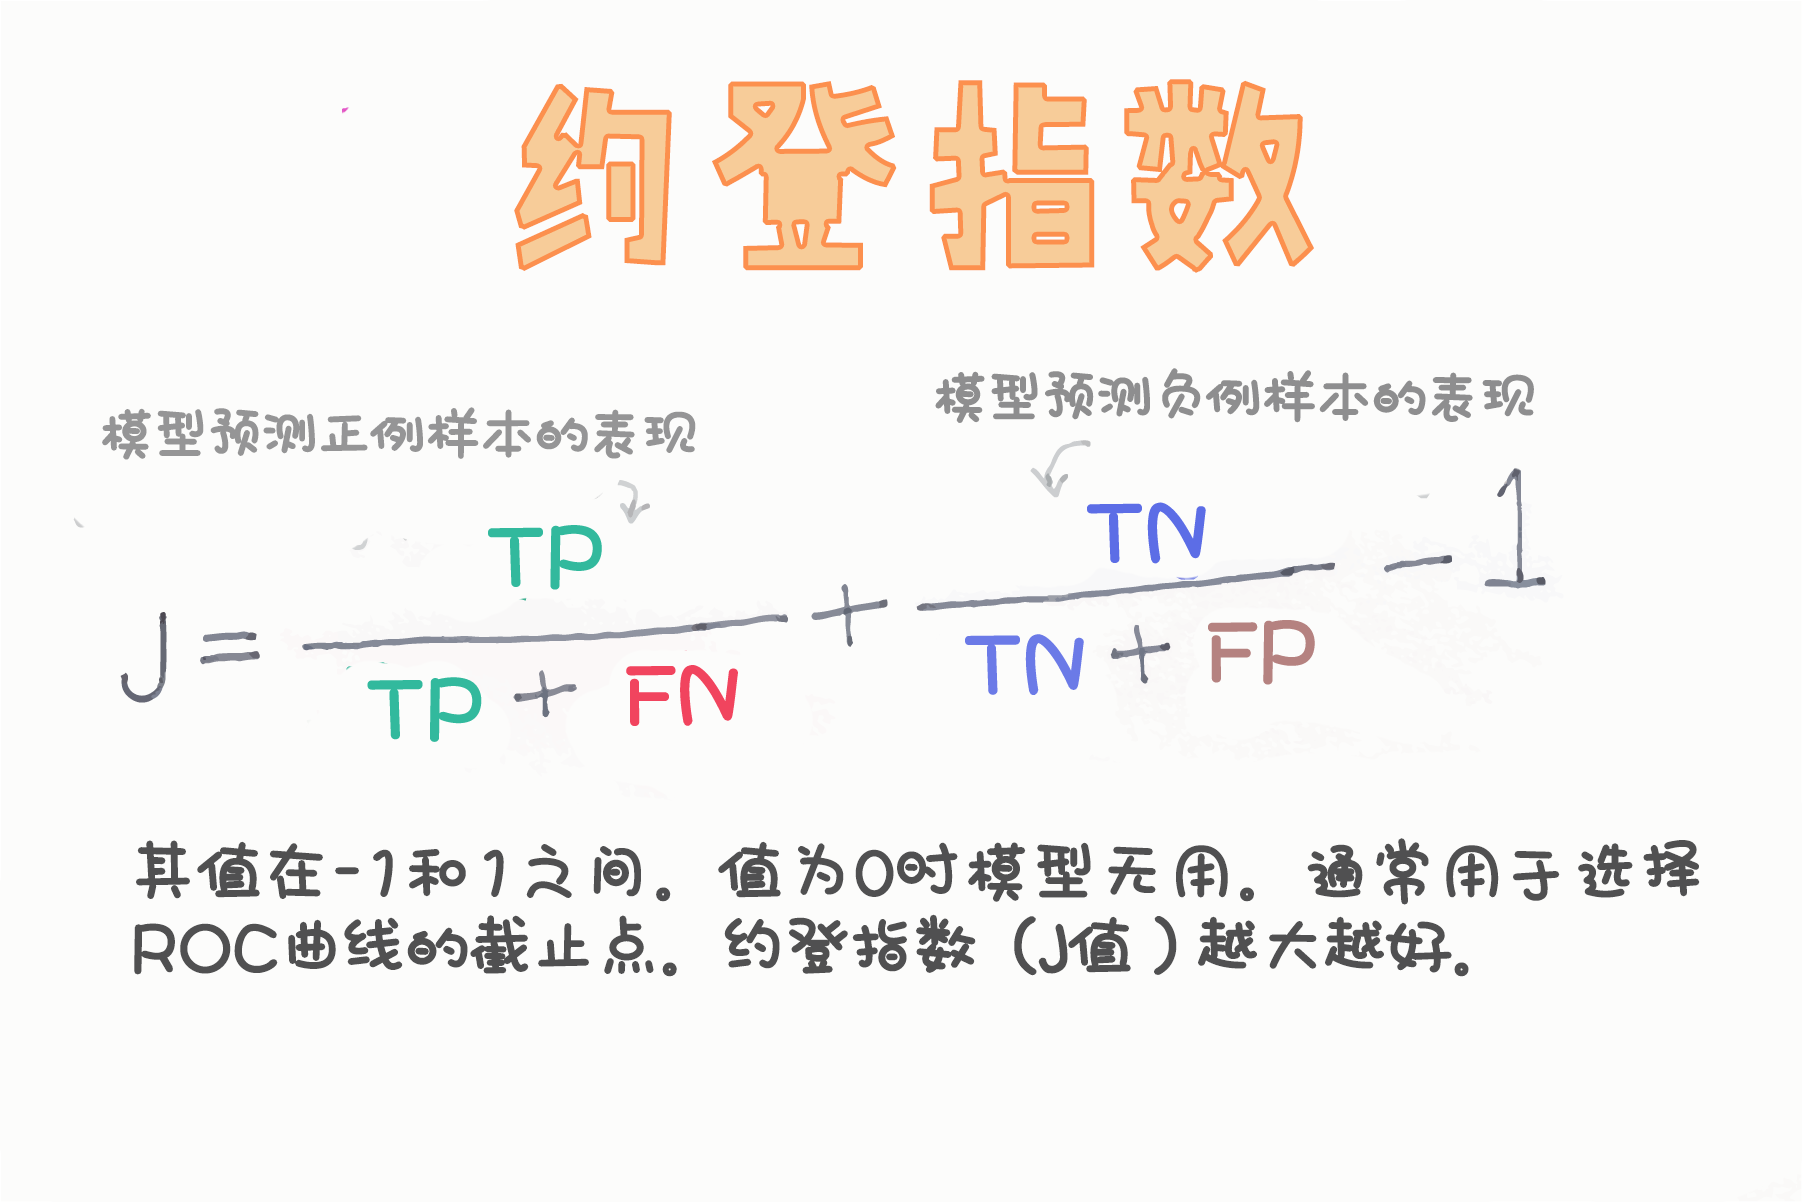 约登指数
模型预测正例样本的表现
模型预测负例样本的表现
J = TP / (TP + FN) + TN / (TN + FP) - 1
其值在-1和1之间。值为0时模型无用。通常用于选择
ROC曲线的截止点。约登指数（J值）越大越好。